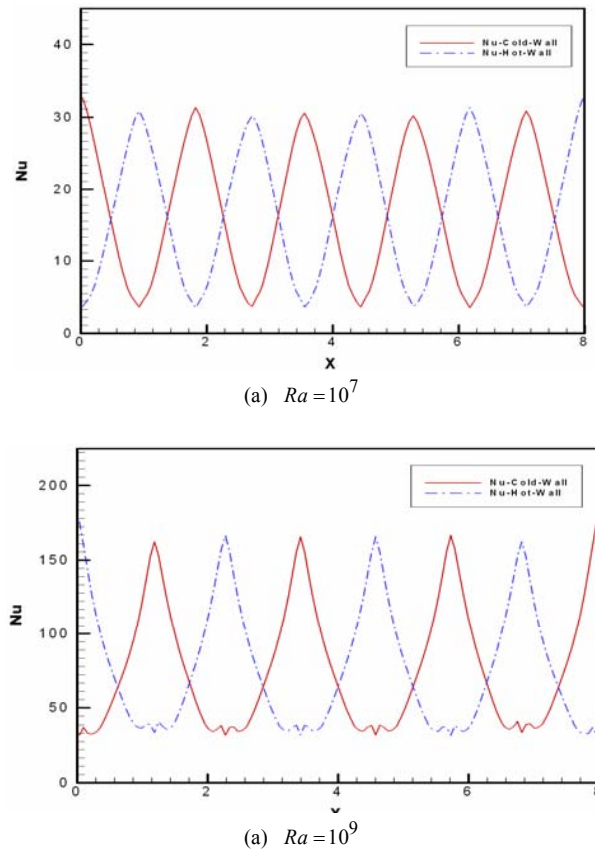 40
30
20
10
0
Nu
Nu-Cold-Wall
Nu-Hot-Wall
0 2 4 6 8
X
(a) Ra = 10^7
200
150
100
50
0
Nu
Nu-Cold-Wall
Nu-Hot-Wall
0 2 4 6 8
(a) Ra = 10^9